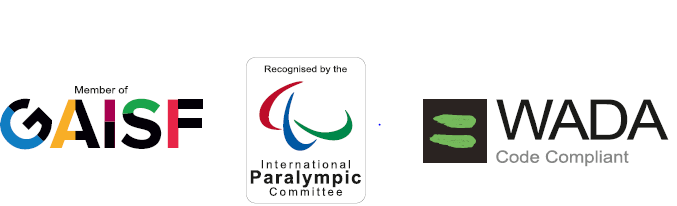 Member of
GAiSF
Recognised by the
International
Paralympic
Committee
WADA
Code Compliant